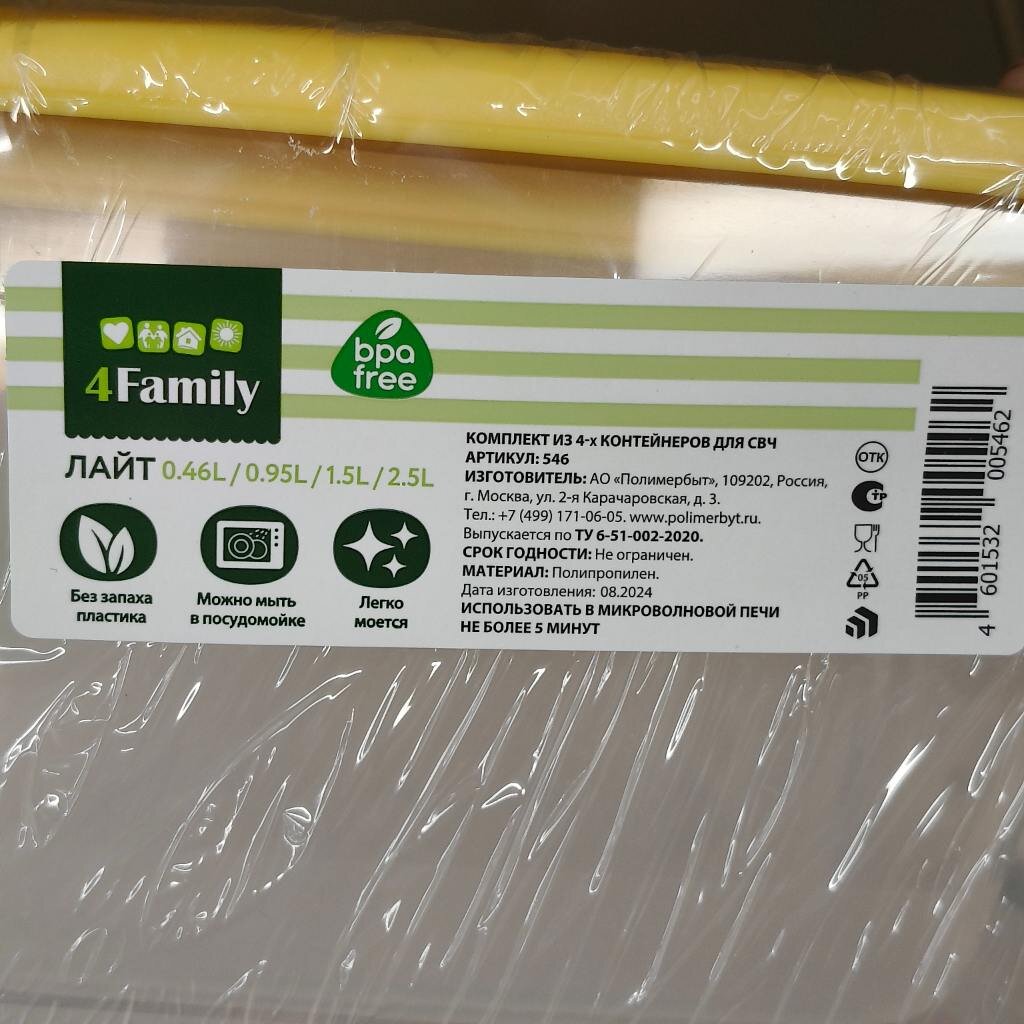 4Family
bpa
free
ЛАЙТ 0.46L / 0.95L / 1.5L / 2.5L
Без запаха
пластика
Можно мыть
в посудомойке
Легко
моется
КОМПЛЕКТ ИЗ 4-х КОНТЕЙНЕРОВ ДЛЯ СВЧ
АРТИКУЛ: 546
ИЗГОТОВИТЕЛЬ: АО «Полимербыт», 109202, Россия,
г. Москва, ул. 2-я Карачаровская, д. 3.
Тел.: +7 (499) 171-06-05. www.polimerbyt.ru.
Выпускается по ТУ 6-51-002-2020.
СРОК ГОДНОСТИ: Не ограничен.
МАТЕРИАЛ: Полипропилен.
Дата изготовления: 08.2024
ИСПОЛЬЗОВАТЬ В МИКРОВОЛНОВОЙ ПЕЧИ
НЕ БОЛЕЕ 5 МИНУТ
ОТК
СТР
05
PP
4 601532 005462